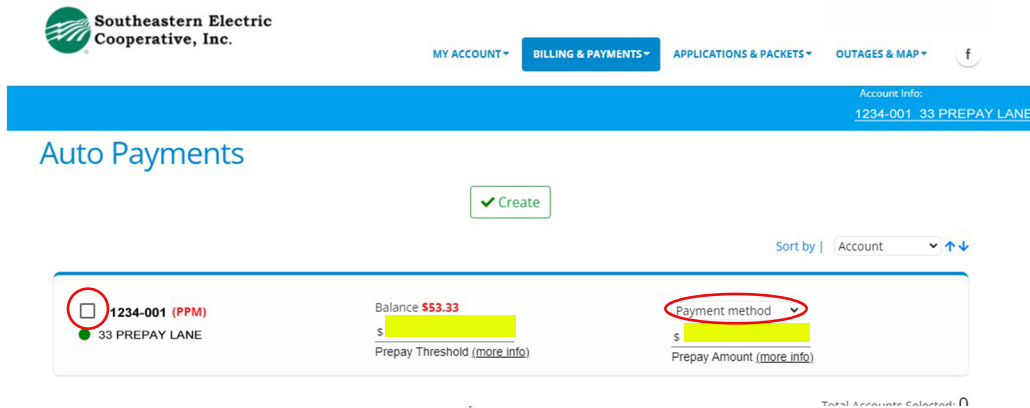 Southeastern Electric
Cooperative, Inc.
MY ACCOUNT BILLING & PAYMENTS APPLICATIONS & PACKETS OUTAGES & MAP f
Account Info:
1234-001 33 PREPAY LANE
Auto Payments
Create
Sort by | Account
1234-001 (PPM) Balance $53.33 Payment method
33 PREPAY LANE $ $
Prepay Threshold (more info) Prepay Amount (more info)
Total Accounts Selected: 0